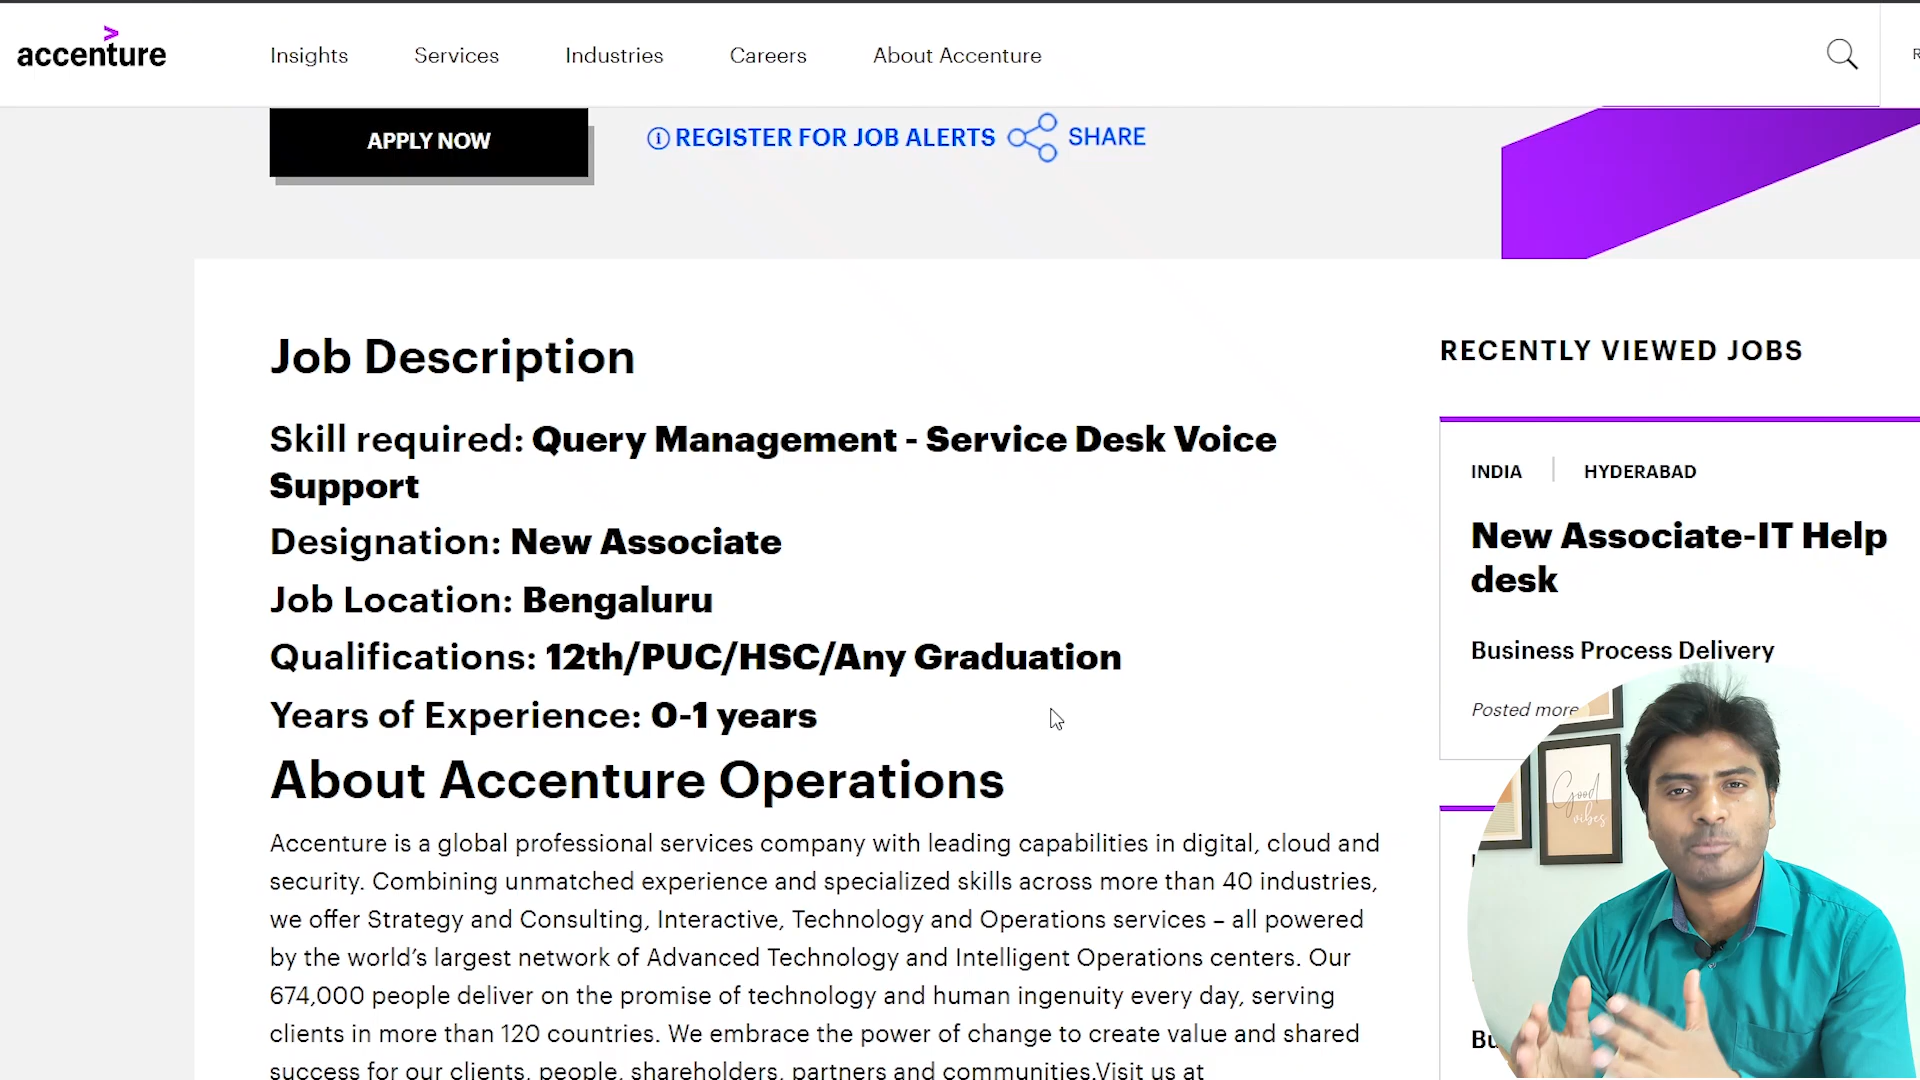 accenture
Insights
Services
Industries
Careers
About Accenture
APPLY NOW
REGISTER FOR JOB ALERTS
SHARE
Job Description
Skill required: Query Management - Service Desk Voice
Support
Designation: New Associate
Job Location: Bengaluru
Qualifications: 12th/PUC/HSC/Any Graduation
Years of Experience: 0-1 years
About Accenture Operations
Accenture is a global professional services company with leading capabilities in digital, cloud and
security. Combining unmatched experience and specialized skills across more than 40 industries,
we offer Strategy and Consulting, Interactive, Technology and Operations services – all powered
by the world’s largest network of Advanced Technology and Intelligent Operations centers. Our
674,000 people deliver on the promise of technology and human ingenuity every day, serving
clients in more than 120 countries. We embrace the power of change to create value and shared
success for our clients, people, shareholders, partners and communities.Visit us at
RECENTLY VIEWED JOBS
INDIA
HYDERABAD
New Associate-IT Help
desk
Business Process Delivery
Posted more
Good
vibes